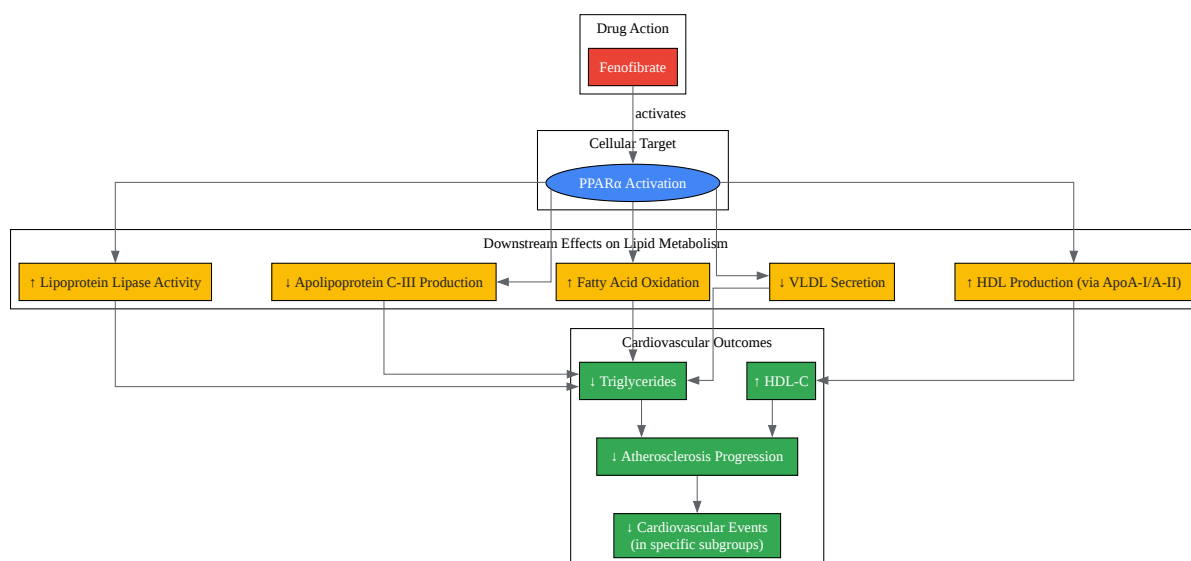 Drug Action
Fenofibrate
activates
Cellular Target
PPARα Activation
Downstream Effects on Lipid Metabolism
↑ Lipoprotein Lipase Activity
↓ Apolipoprotein C-III Production
↑ Fatty Acid Oxidation
↓ VLDL Secretion
↑ HDL Production (via ApoA-I/A-II)
Cardiovascular Outcomes
↓ Triglycerides
↑ HDL-C
↓ Atherosclerosis Progression
↓ Cardiovascular Events
(in specific subgroups)